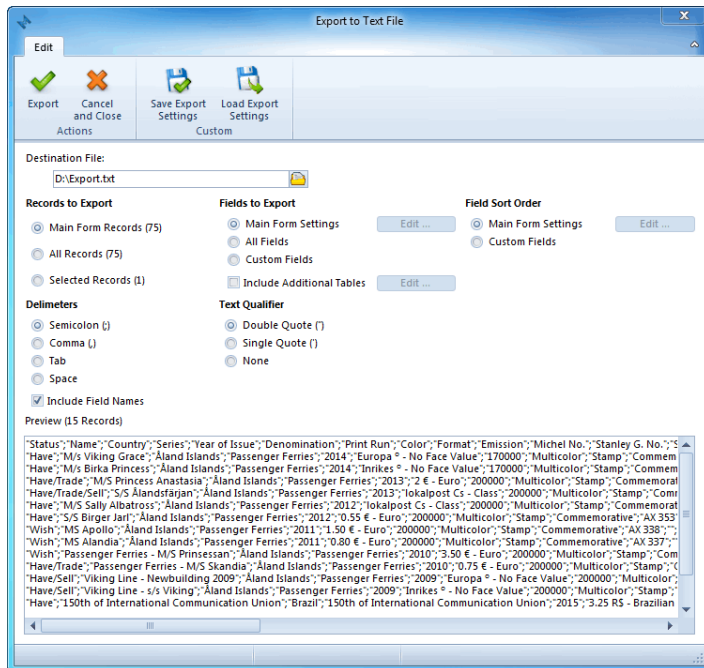 Export to Text File
x
Edit
Export
Cancel and Close
Save Export Settings
Load Export Settings
Actions
Custom
Destination File:
D:\Export.txt
Records to Export
Fields to Export
Field Sort Order
Main Form Records (75)
Main Form Settings
Edit ...
Main Form Settings
Edit ...
All Fields
Custom Fields
All Records (75)
Custom Fields
Selected Records (1)
Include Additional Tables
Edit ...
Delimeters
Text Qualifier
Semicolon (;)
Double Quote (")
Comma (,)
Single Quote (')
Tab
None
Space
Include Field Names
Preview (15 Records)
"Status";"Name";"Country";"Series";"Year of Issue";"Denomination";"Print Run";"Color";"Format";"Emission";"Michel No.";"Stanley G. No.";"S
"Have";"M/s Viking Grace";"Åland Islands";"Passenger Ferries";"2014";"Europa º - No Face Value";"170000";"Multicolor";"Stamp";"Commem
"Have";"M/s Birka Princess";"Åland Islands";"Passenger Ferries";"2014";"Inrikes º - No Face Value";"170000";"Multicolor";"Stamp";"Commem
"Have/Trade";"M/S Princess Anastasia";"Åland Islands";"Passenger Ferries";"2013";"2 € - Euro";"200000";"Multicolor";"Stamp";"Commemorat
"Have/Trade/Sell";"S/S Ålandsfärjan";"Åland Islands";"Passenger Ferries";"2013";"lokalpost Cs - Class";"200000";"Multicolor";"Stamp";"Com
"Have";"M/S Sally Albatross";"Åland Islands";"Passenger Ferries";"2012";"lokalpost Cs - Class";"200000";"Multicolor";"Stamp";"Commemorat
"Have";"S/S Birger Jarl";"Åland Islands";"Passenger Ferries";"2012";"0.55 € - Euro";"200000";"Multicolor";"Stamp";"Commemorative";"AX 353"
"Wish";"MS Apollo";"Åland Islands";"Passenger Ferries";"2011";"1.50 € - Euro";"200000";"Multicolor";"Stamp";"Commemorative";"AX 338";"";
"Wish";"MS Alandia";"Åland Islands";"Passenger Ferries";"2011";"0.80 € - Euro";"200000";"Multicolor";"Stamp";"Commemorative";"AX 337";""
"Wish";"Passenger Ferries - M/S Prinsessan";"Åland Islands";"Passenger Ferries";"2010";"3.50 € - Euro";"200000";"Multicolor";"Stamp";"Com
"Have/Trade";"Passenger Ferries - M/S Skandia";"Åland Islands";"Passenger Ferries";"2010";"0.75 € - Euro";"200000";"Multicolor";"Stamp";"C
"Have/Sell";"Viking Line - Newbuilding 2009";"Åland Islands";"Passenger Ferries";"2009";"Europa º - No Face Value";"200000";"Multicolor";
"Have/Sell";"Viking Line - s/s Viking";"Åland Islands";"Passenger Ferries";"2009";"Inrikes º - No Face Value";"200000";"Multicolor";"Stamp";"
"Have";"150th of International Communication Union";"Brazil";"150th of International Communication Union";"2015";"3.25 R$ - Brazilian